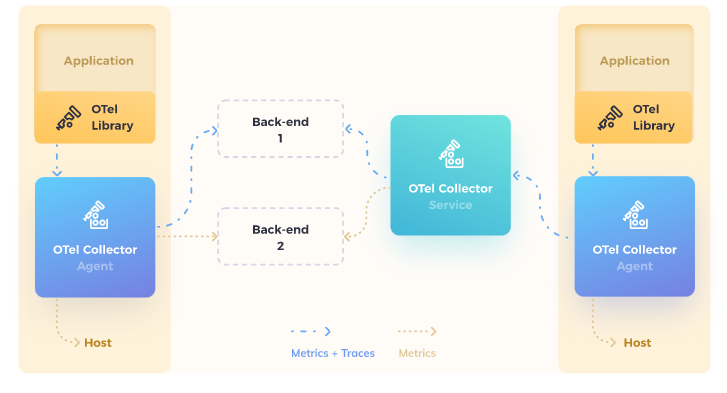 Application
OTel
Library
OTel Collector
Agent
Host
Back-end
1
Back-end
2
OTel Collector
Service
Application
OTel
Library
OTel Collector
Agent
Host
Metrics + Traces
Metrics